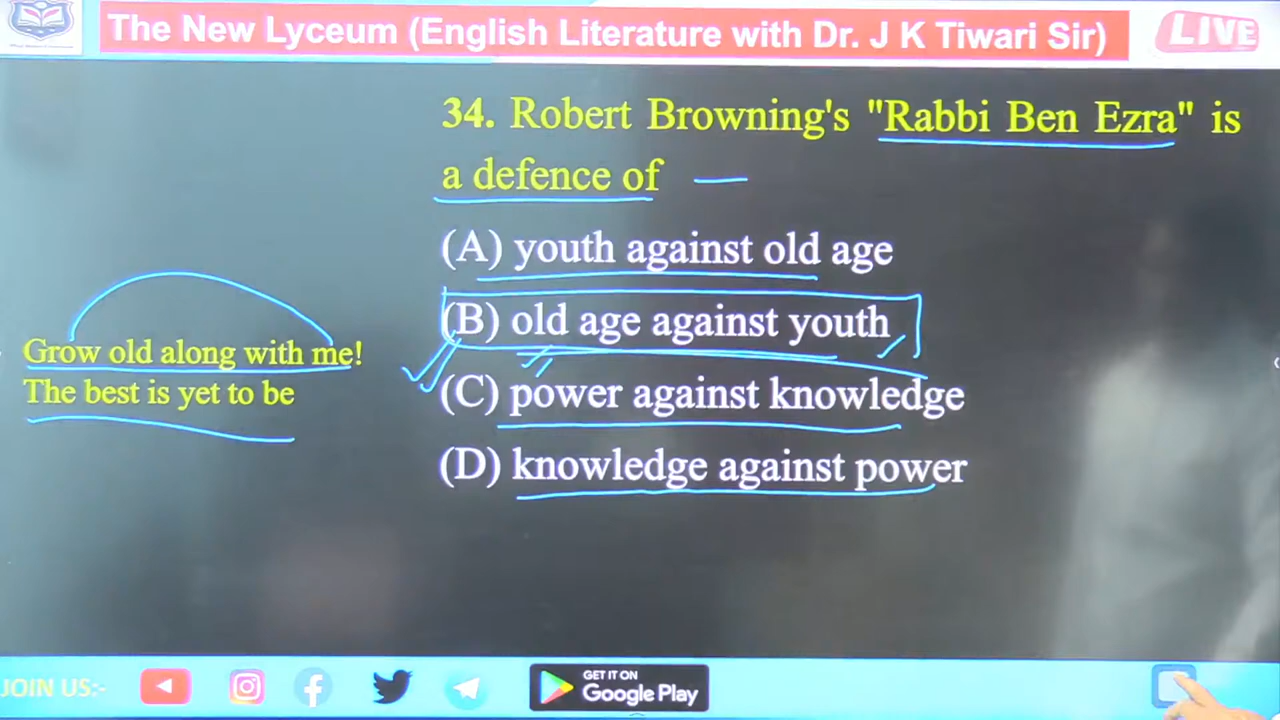 The New Lyceum (English Literature with Dr. J K Tiwari Sir)
LIVE
34. Robert Browning's "Rabbi Ben Ezra" is
a defence of
(A) youth against old age
(B) old age against youth
(C) power against knowledge
(D) knowledge against power
Grow old along with me!
The best is yet to be
JOIN US:-
GET IT ON
Google Play